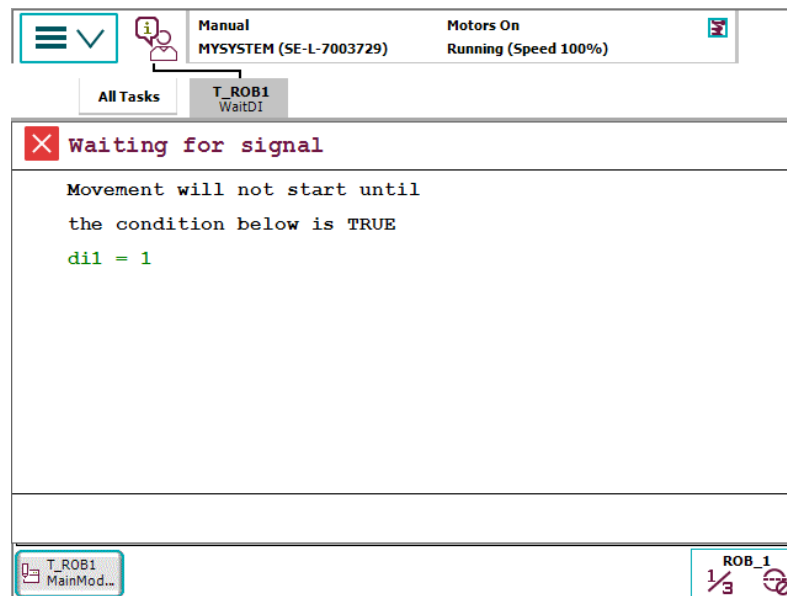 Manual
Motors On
MYSYSTEM (SE-L-7003729)
Running (Speed 100%)
All Tasks
T_ROB1
WaitDI
Waiting for signal
Movement will not start until
the condition below is TRUE
di1 = 1
T_ROB1
MainMod...
ROB_1
1/3